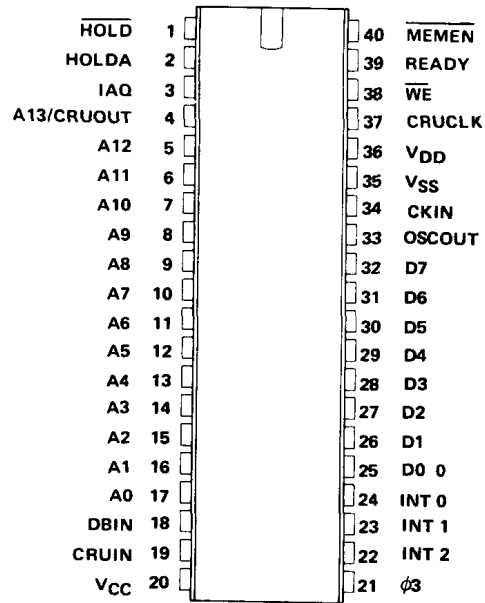 H̅O̅L̅D̅ 1 40 M̅E̅M̅E̅N̅
HOLDA 2 39 READY
IAQ 3 38 W̅E̅
A13/CRUOUT 4 37 CRUCLK
A12 5 36 VDD
A11 6 35 VSS
A10 7 34 CKIN
A9 8 33 OSCOUT
A8 9 32 D7
A7 10 31 D6
A6 11 30 D5
A5 12 29 D4
A4 13 28 D3
A3 14 27 D2
A2 15 26 D1
A1 16 25 D0 0
A0 17 24 INT 0
DBIN 18 23 INT 1
CRUIN 19 22 INT 2
VCC 20 21 ϕ3